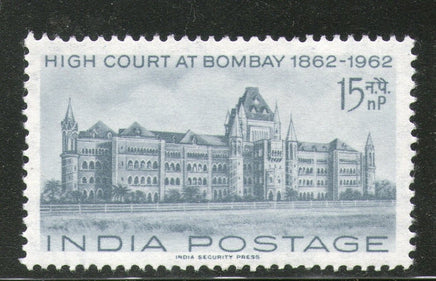 HIGH COURT AT BOMBAY 1862-1962
15 न.पै.
nP
INDIA POSTAGE
INDIA SECURITY PRESS